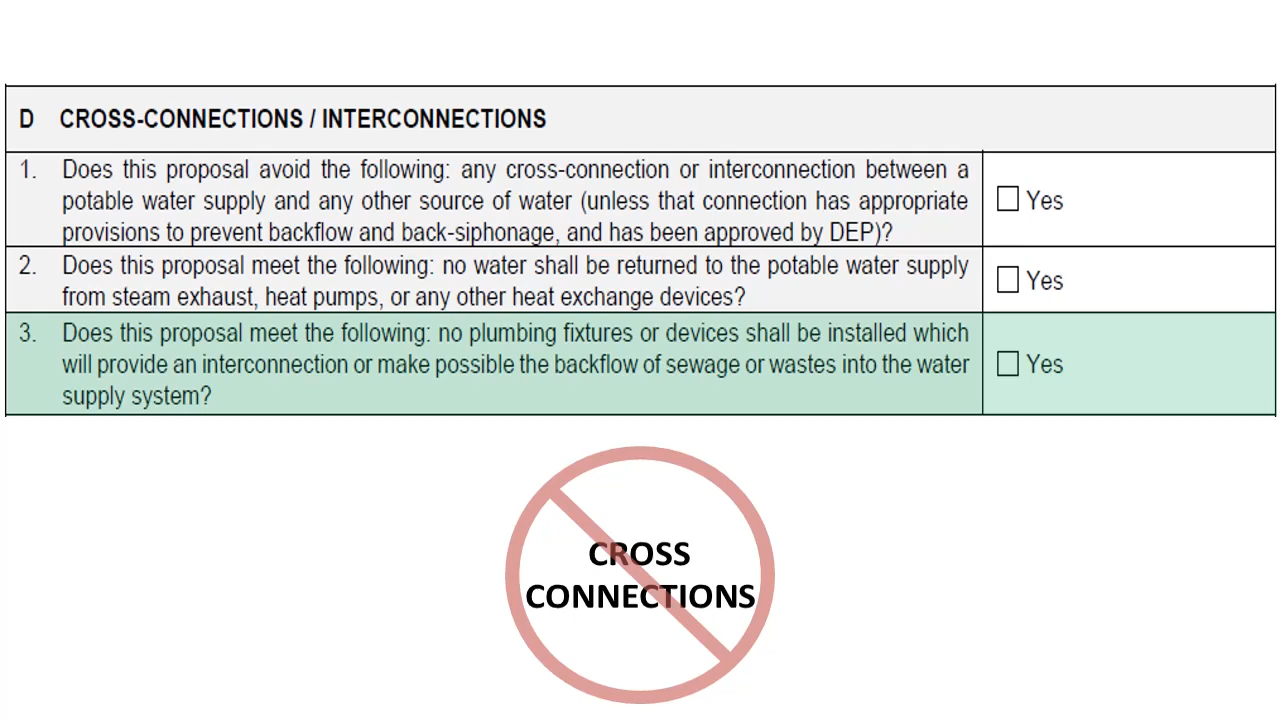 D CROSS-CONNECTIONS / INTERCONNECTIONS
1. Does this proposal avoid the following: any cross-connection or interconnection between a
potable water supply and any other source of water (unless that connection has appropriate
provisions to prevent backflow and back-siphonage, and has been approved by DEP)?
Yes
2. Does this proposal meet the following: no water shall be returned to the potable water supply
from steam exhaust, heat pumps, or any other heat exchange devices?
Yes
3. Does this proposal meet the following: no plumbing fixtures or devices shall be installed which
will provide an interconnection or make possible the backflow of sewage or wastes into the water
supply system?
Yes
CROSS
CONNECTIONS